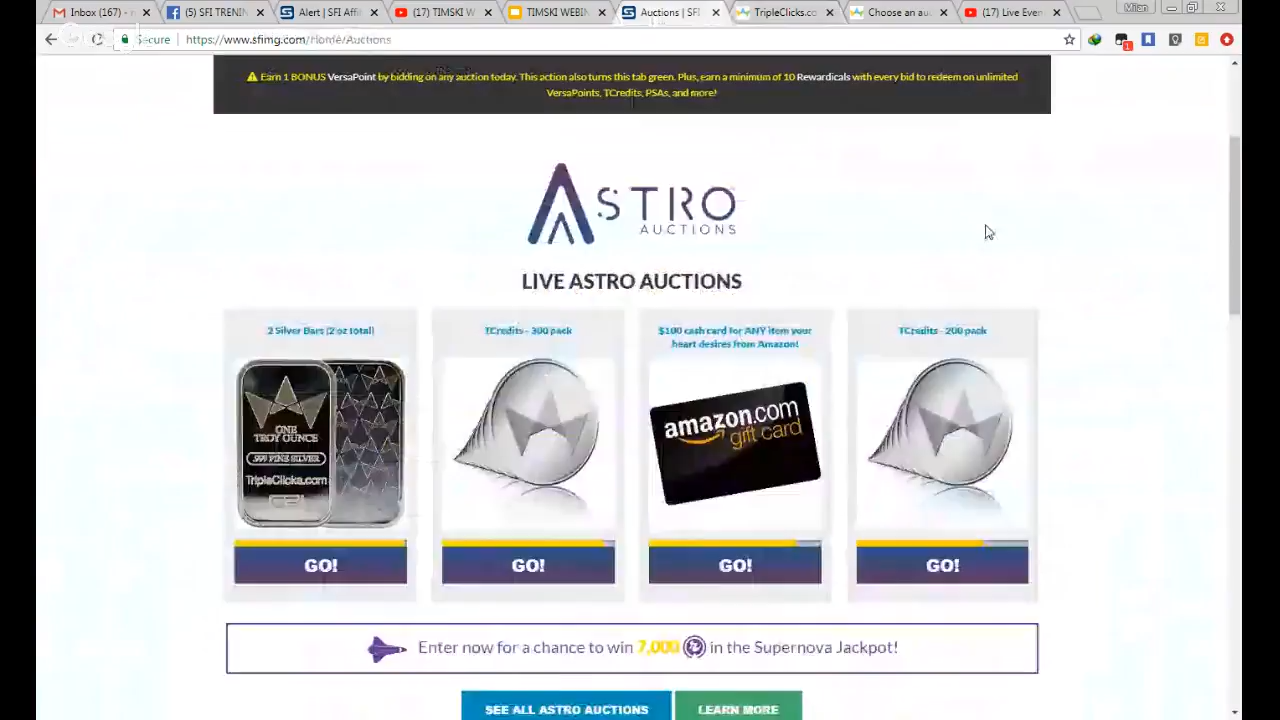 Inbox (167) -
(5) SFI TRENIN
Alert | SFI Affil
(17) TIMSKI W
TIMSKI WEBIN
Auctions | SFI
TripleClicks.co
Choose an au
(17) Live Even
Milan
Secure
https://www.sfimg.com/Home/Auctions
1
Earn 1 BONUS VersaPoint by bidding on any auction today. This action also turns this tab green. Plus, earn a minimum of 10 Rewardicals with every bid to redeem on unlimited
VersaPoints, TCredits, PSAs, and more!
ASTRO
AUCTIONS
LIVE ASTRO AUCTIONS
2 Silver Bars (2 oz total)
TCredits - 300 pack
$100 cash card for ANY item your
heart desires from Amazon!
TCredits - 200 pack
ONE
TROY OUNCE
.999 FINE SILVER
TripleClicks.com
amazon.com
gift card
GO!
GO!
GO!
GO!
Enter now for a chance to win 7,000 in the Supernova Jackpot!
SEE ALL ASTRO AUCTIONS
LEARN MORE